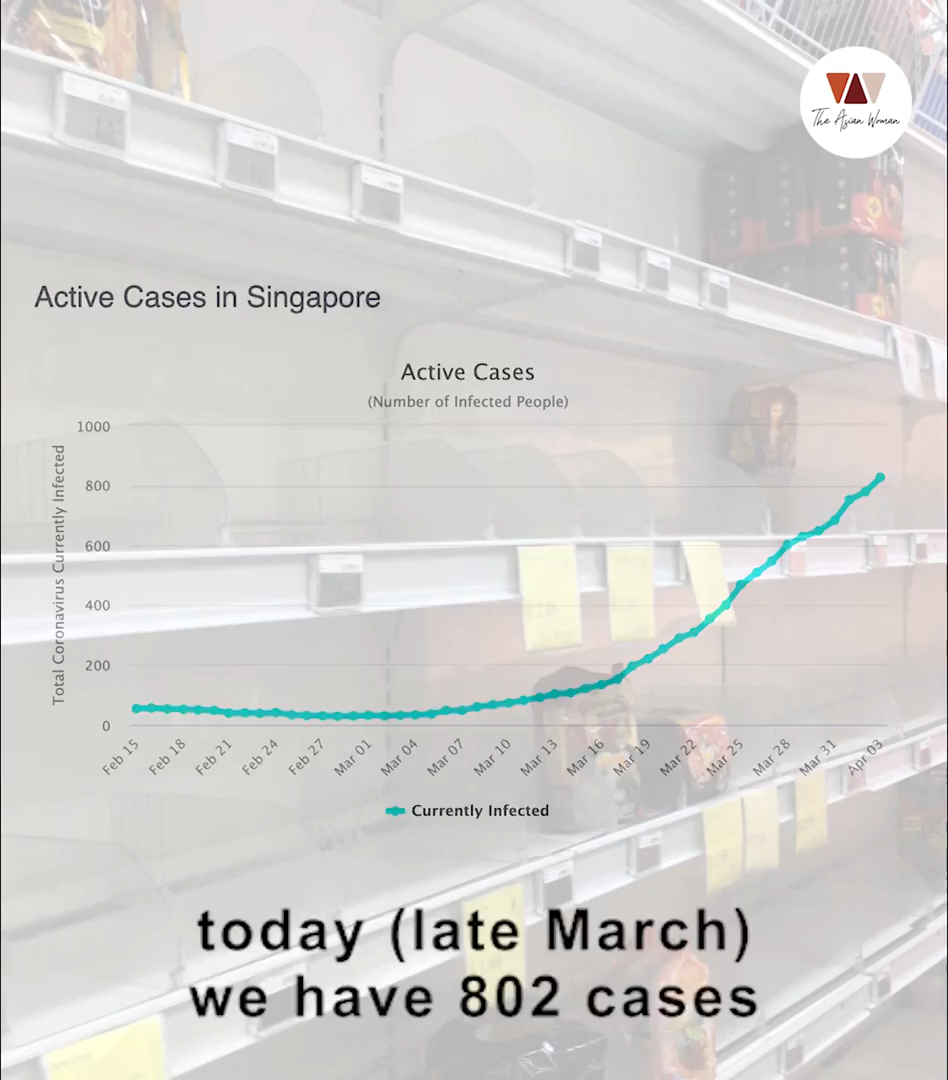 The Asian Woman
Active Cases in Singapore
Active Cases
(Number of Infected People)
Total Coronavirus Currently Infected
1000
800
600
400
200
0
Feb 15
Feb 18
Feb 21
Feb 24
Feb 27
Mar 01
Mar 04
Mar 07
Mar 10
Mar 13
Mar 16
Mar 19
Mar 22
Mar 25
Mar 28
Mar 31
Apr 03
Currently Infected
today (late March)
we have 802 cases